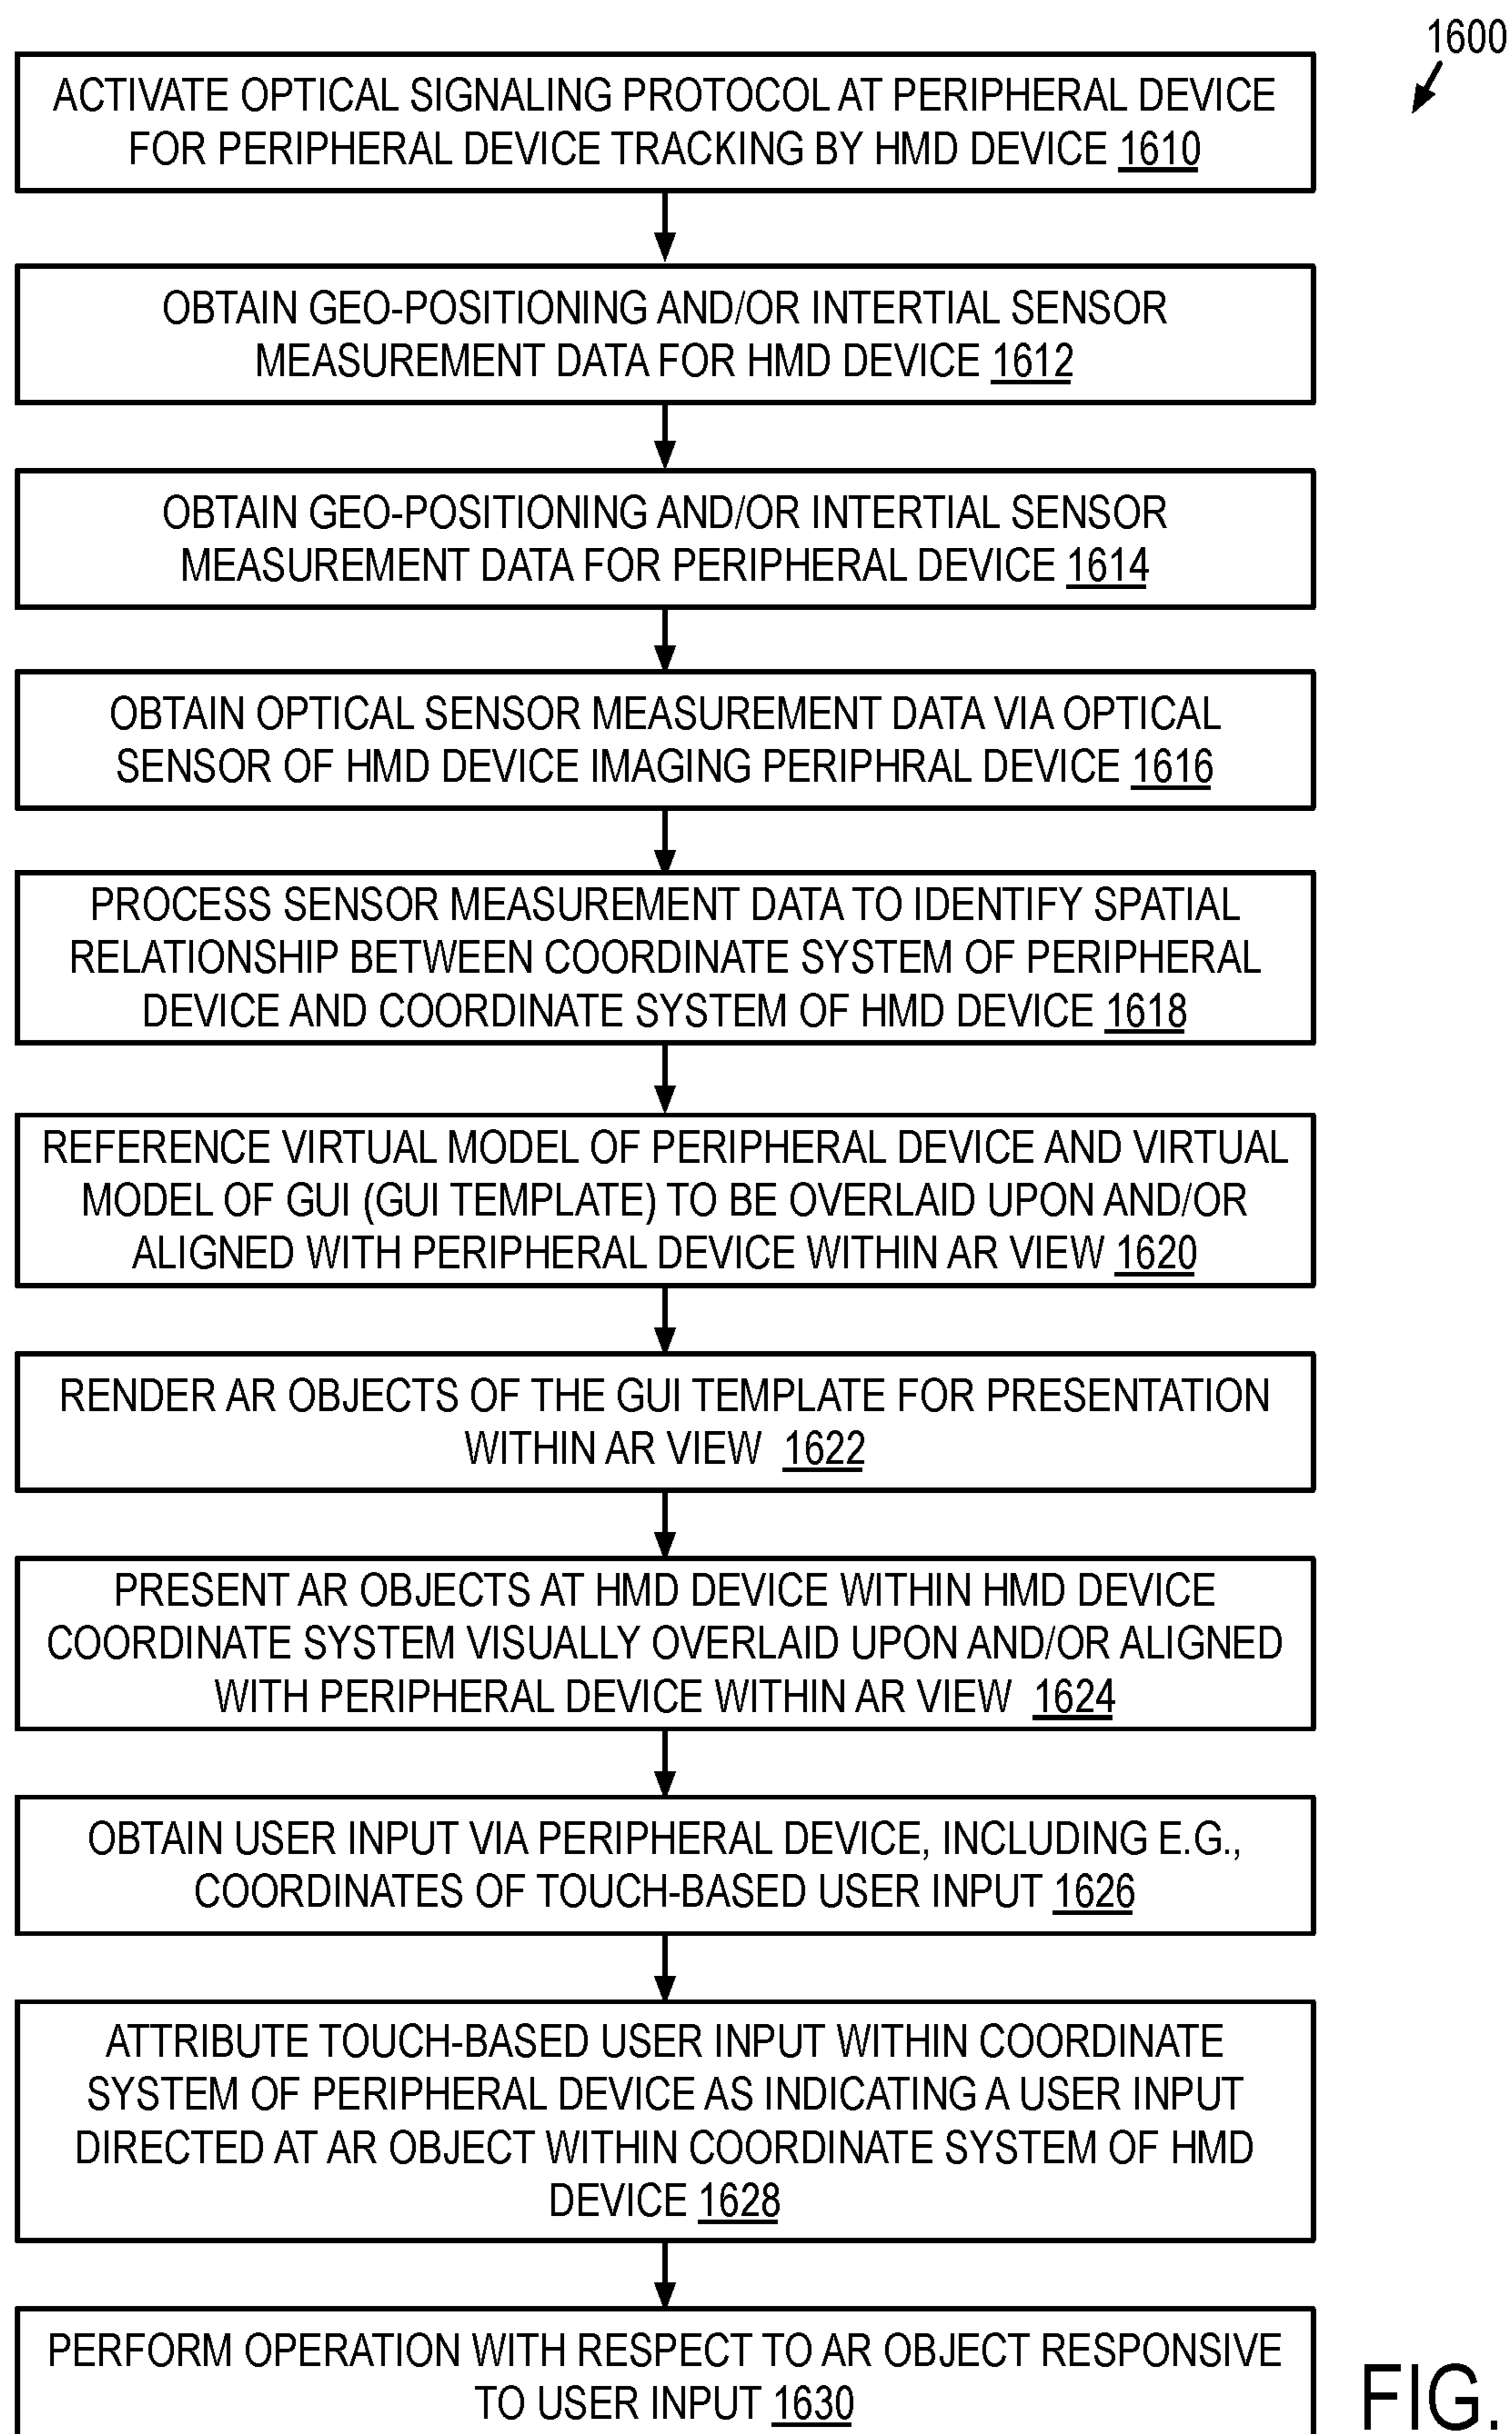 1600
ACTIVATE OPTICAL SIGNALING PROTOCOL AT PERIPHERAL DEVICE
FOR PERIPHERAL DEVICE TRACKING BY HMD DEVICE 1610
OBTAIN GEO-POSITIONING AND/OR INTERTIAL SENSOR
MEASUREMENT DATA FOR HMD DEVICE 1612
OBTAIN GEO-POSITIONING AND/OR INTERTIAL SENSOR
MEASUREMENT DATA FOR PERIPHERAL DEVICE 1614
OBTAIN OPTICAL SENSOR MEASUREMENT DATA VIA OPTICAL
SENSOR OF HMD DEVICE IMAGING PERIPHRAL DEVICE 1616
PROCESS SENSOR MEASUREMENT DATA TO IDENTIFY SPATIAL
RELATIONSHIP BETWEEN COORDINATE SYSTEM OF PERIPHERAL
DEVICE AND COORDINATE SYSTEM OF HMD DEVICE 1618
REFERENCE VIRTUAL MODEL OF PERIPHERAL DEVICE AND VIRTUAL
MODEL OF GUI (GUI TEMPLATE) TO BE OVERLAID UPON AND/OR
ALIGNED WITH PERIPHERAL DEVICE WITHIN AR VIEW 1620
RENDER AR OBJECTS OF THE GUI TEMPLATE FOR PRESENTATION
WITHIN AR VIEW 1622
PRESENT AR OBJECTS AT HMD DEVICE WITHIN HMD DEVICE
COORDINATE SYSTEM VISUALLY OVERLAID UPON AND/OR ALIGNED
WITH PERIPHERAL DEVICE WITHIN AR VIEW 1624
OBTAIN USER INPUT VIA PERIPHERAL DEVICE, INCLUDING E.G.,
COORDINATES OF TOUCH-BASED USER INPUT 1626
ATTRIBUTE TOUCH-BASED USER INPUT WITHIN COORDINATE
SYSTEM OF PERIPHERAL DEVICE AS INDICATING A USER INPUT
DIRECTED AT AR OBJECT WITHIN COORDINATE SYSTEM OF HMD
DEVICE 1628
PERFORM OPERATION WITH RESPECT TO AR OBJECT RESPONSIVE
TO USER INPUT 1630
FIG.